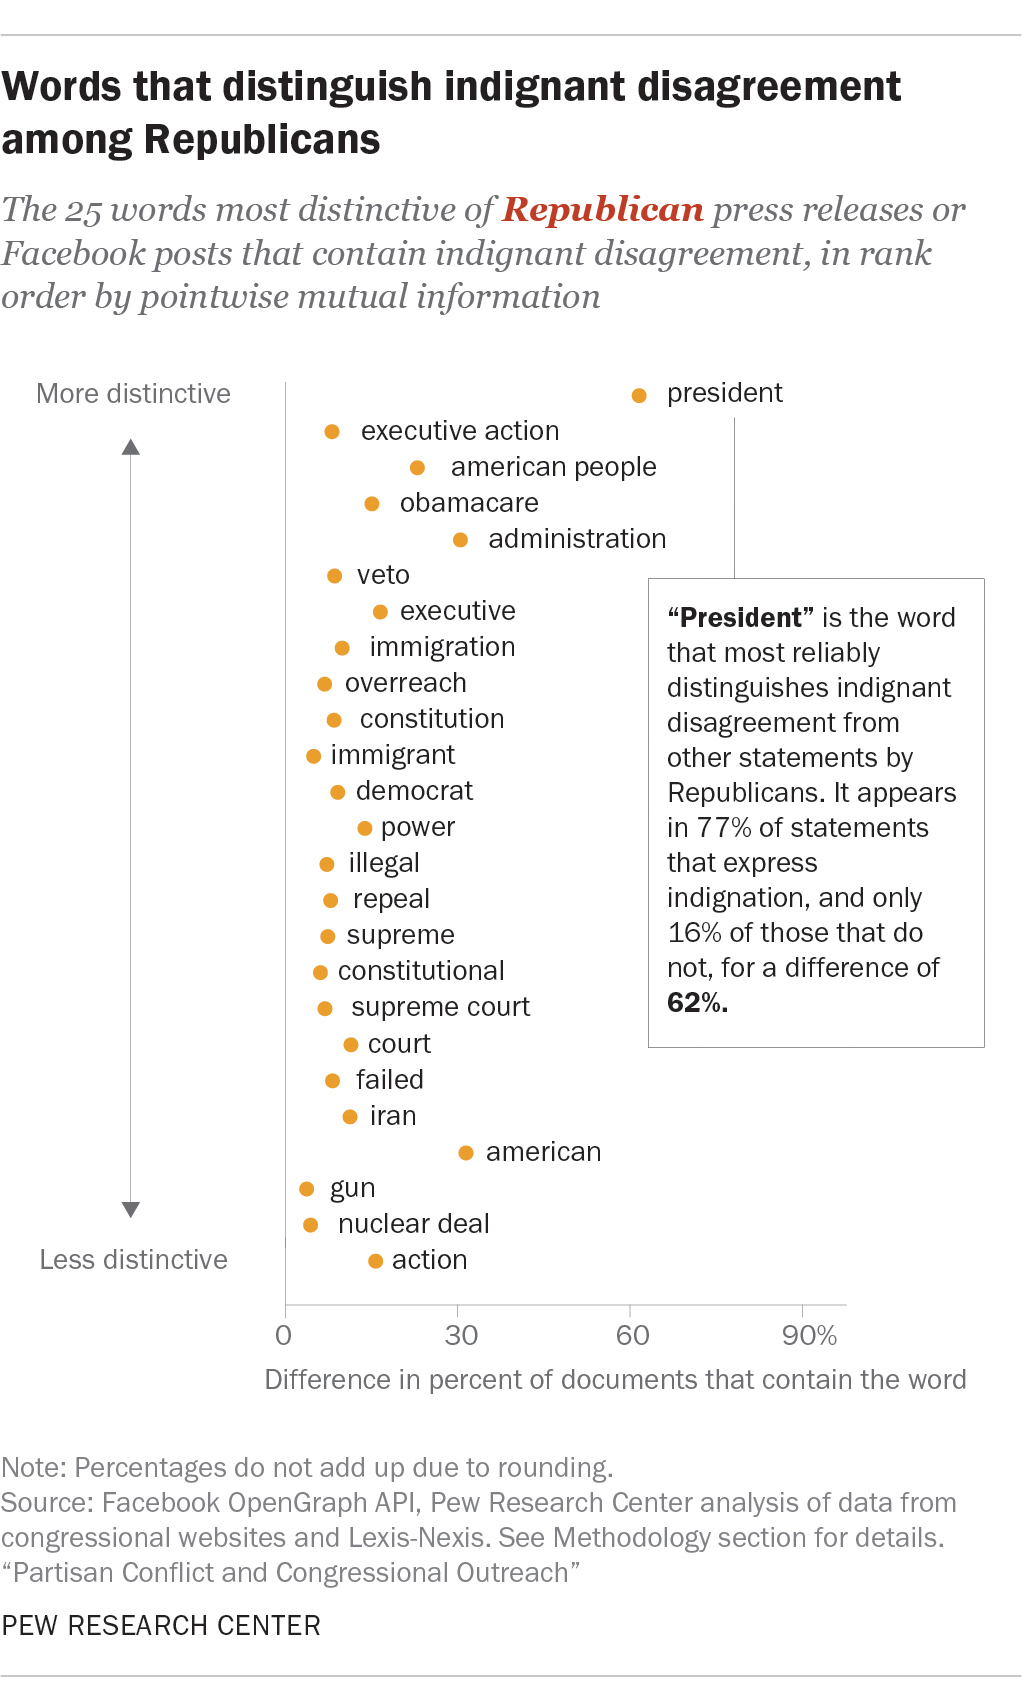 Words that distinguish indignant disagreement
among Republicans
The 25 words most distinctive of Republican press releases or
Facebook posts that contain indignant disagreement, in rank
order by pointwise mutual information
More distinctive
president
executive action
american people
obamacare
administration
veto
executive
immigration
overreach
constitution
immigrant
democrat
power
illegal
repeal
supreme
constitutional
supreme court
court
failed
iran
american
gun
nuclear deal
action
Less distinctive
“President” is the word
that most reliably
distinguishes indignant
disagreement from
other statements by
Republicans. It appears
in 77% of statements
that express
indignation, and only
16% of those that do
not, for a difference of
62%.
0 30 60 90%
Difference in percent of documents that contain the word
Note: Percentages do not add up due to rounding.
Source: Facebook OpenGraph API, Pew Research Center analysis of data from
congressional websites and Lexis-Nexis. See Methodology section for details.
“Partisan Conflict and Congressional Outreach”
PEW RESEARCH CENTER